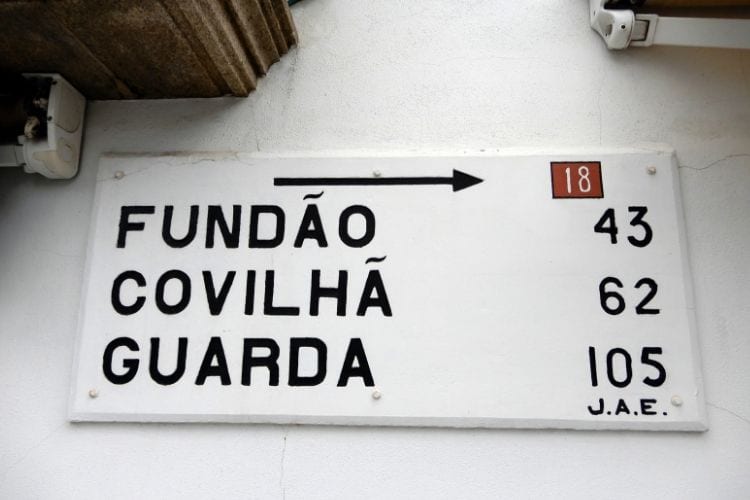 18
FUNDÃO 43
COVILHÃ 62
GUARDA 105
J.A.E.